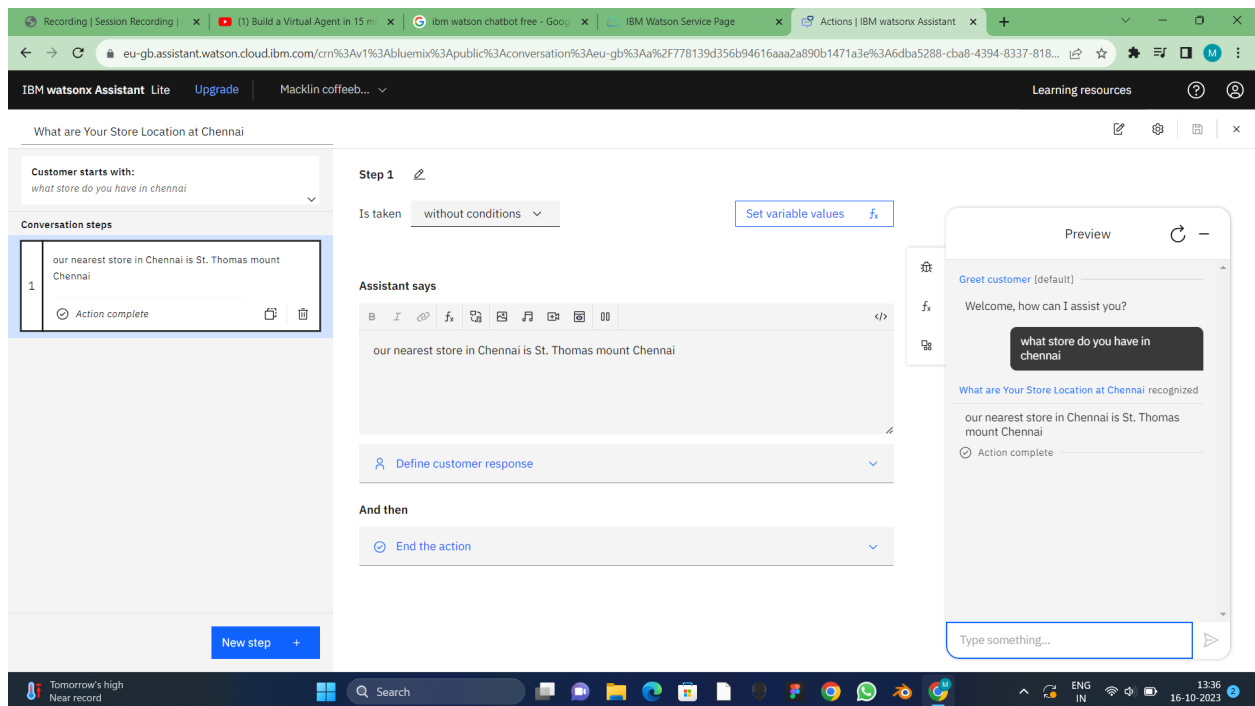 Recording | Session Recording |
(1) Build a Virtual Agent in 15 m
ibm watson chatbot free - Goog
IBM Watson Service Page
Actions | IBM watsonx Assistant
eu-gb.assistant.watson.cloud.ibm.com/crn%3Av1%3Abluemix%3Apublic%3Aconversation%3Aeu-gb%3Aa%2F778139d356b94616aaa2a890b1471a3e%3A6dba5288-cba8-4394-8337-818...
M
IBM watsonx Assistant Lite
Upgrade
Macklin coffeeb...
Learning resources
What are Your Store Location at Chennai
Customer starts with:
what store do you have in chennai
Conversation steps
1
our nearest store in Chennai is St. Thomas mount
Chennai
Action complete
New step +
Step 1
Is taken
without conditions
Set variable values fx
Assistant says
B I fx </>
our nearest store in Chennai is St. Thomas mount Chennai
Define customer response
And then
End the action
fx
Preview
Greet customer [default]
Welcome, how can I assist you?
what store do you have in
chennai
What are Your Store Location at Chennai recognized
our nearest store in Chennai is St. Thomas
mount Chennai
Action complete
Type something...
Tomorrow's high
Near record
Search
M
ENG
IN
13:36
16-10-2023
2